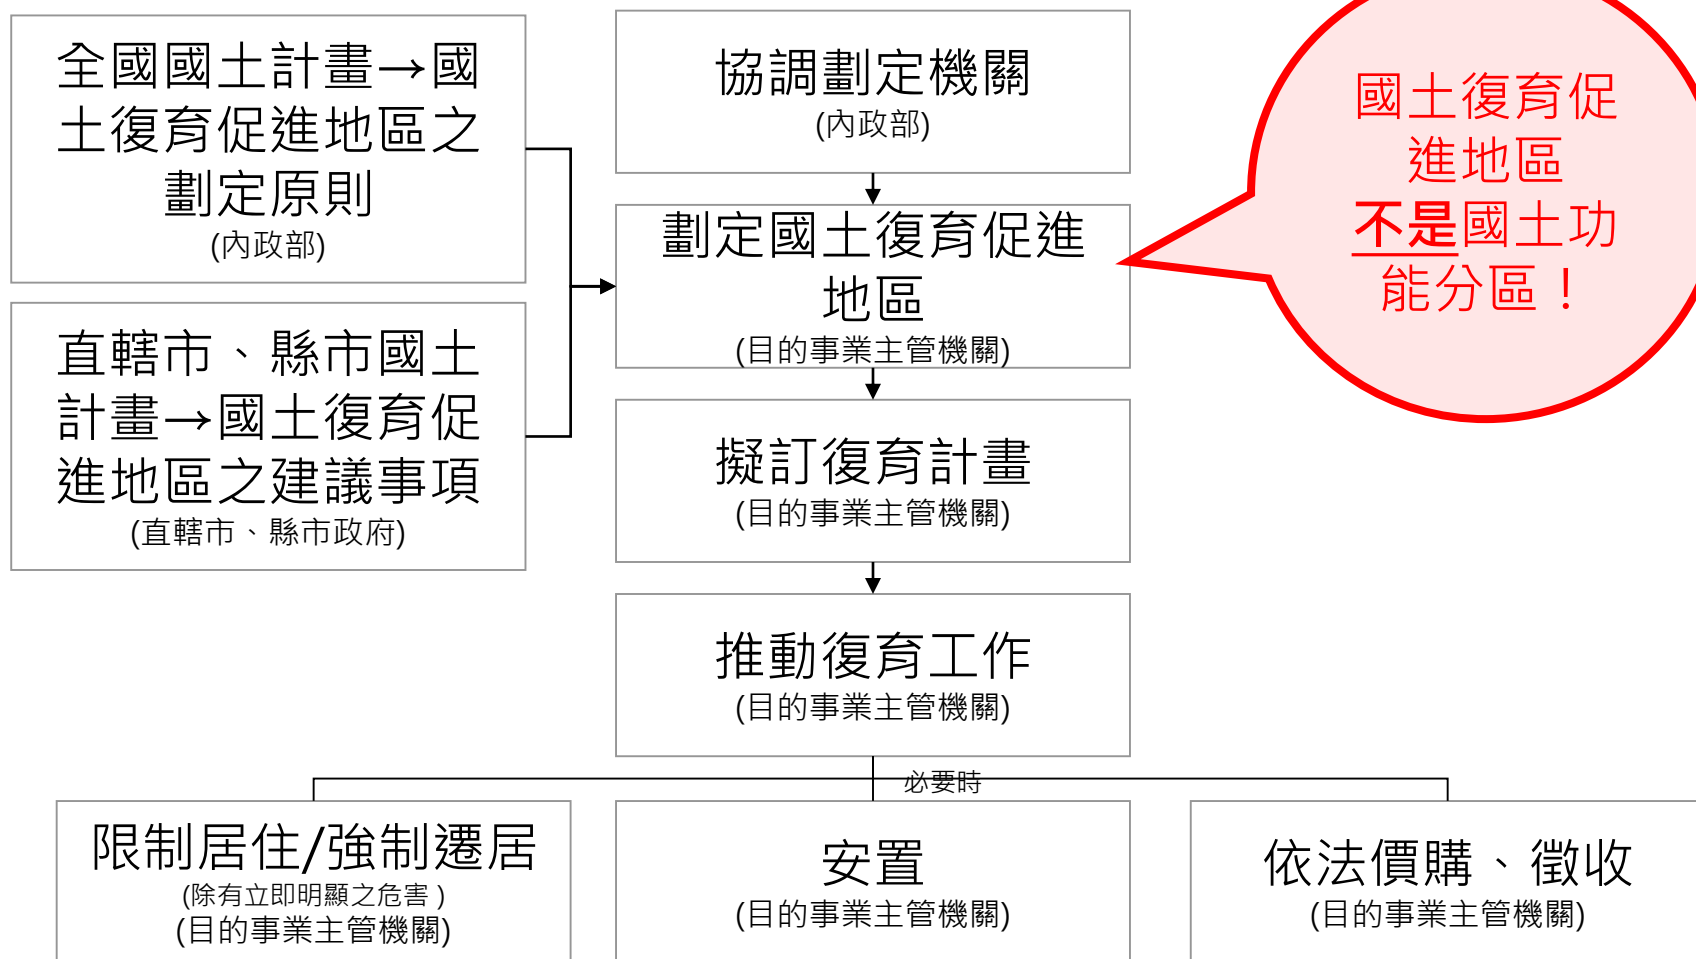 全國國土計畫→國
土復育促進地區之
劃定原則
(內政部)
直轄市、縣市國土
計畫→國土復育促
進地區之建議事項
(直轄市、縣市政府)
協調劃定機關
(內政部)
劃定國土復育促進
地區
(目的事業主管機關)
擬訂復育計畫
(目的事業主管機關)
推動復育工作
(目的事業主管機關)
必要時
限制居住/強制遷居
(除有立即明顯之危害)
(目的事業主管機關)
安置
(目的事業主管機關)
依法價購、徵收
(目的事業主管機關)
國土復育促
進地區
不是國土功
能分區！